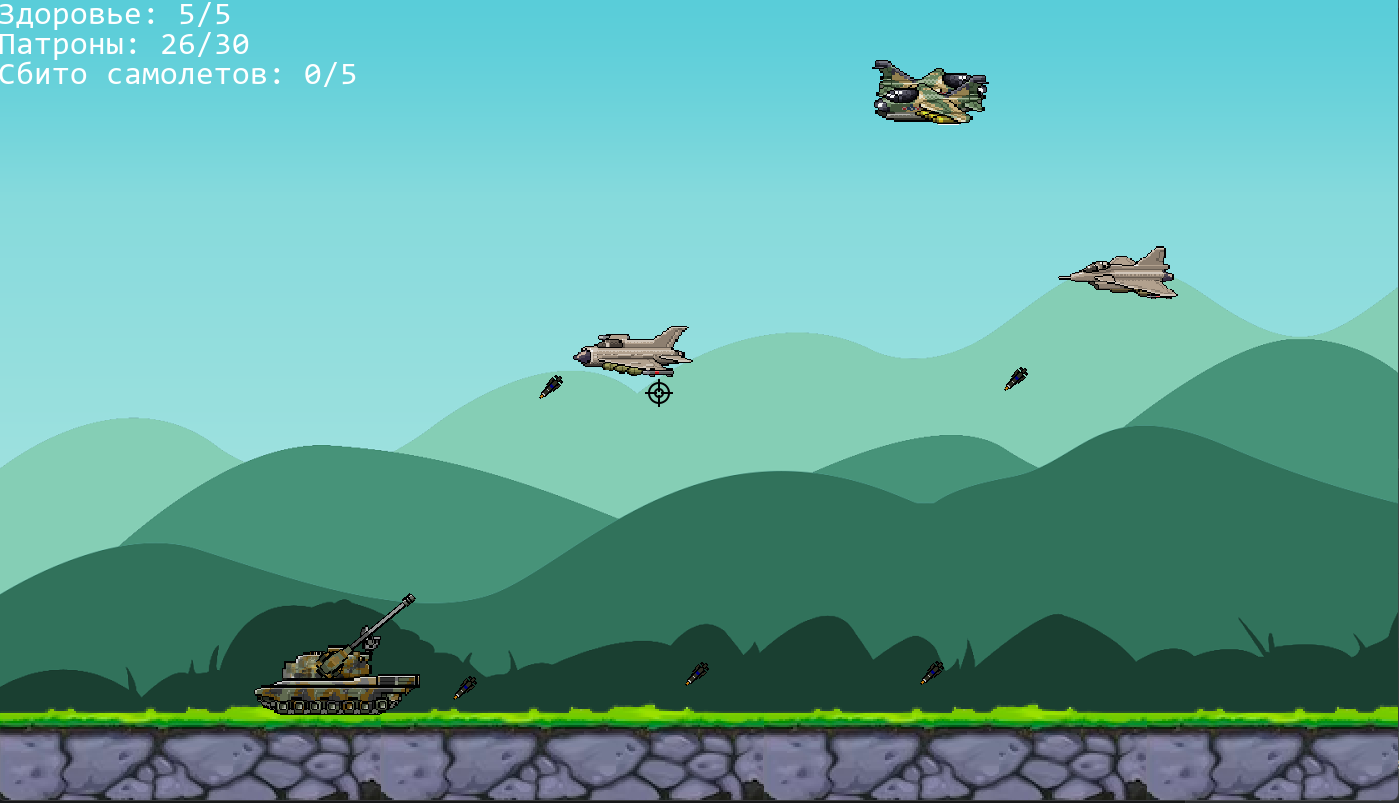 Здоровье: 5/5
Патроны: 26/30
Сбито самолетов: 0/5